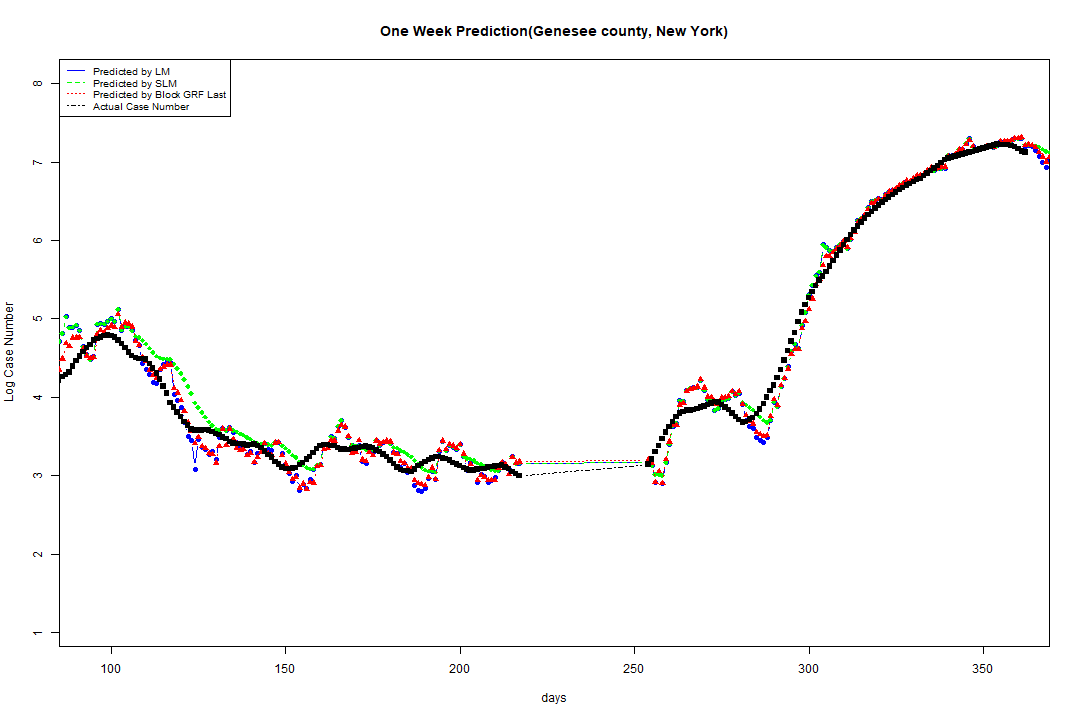 One Week Prediction(Genesee county, New York)
Predicted by LM
Predicted by SLM
Predicted by Block GRF Last
Actual Case Number
8
7
6
5
4
3
2
1
Log Case Number
100 150 200 250 300 350
days